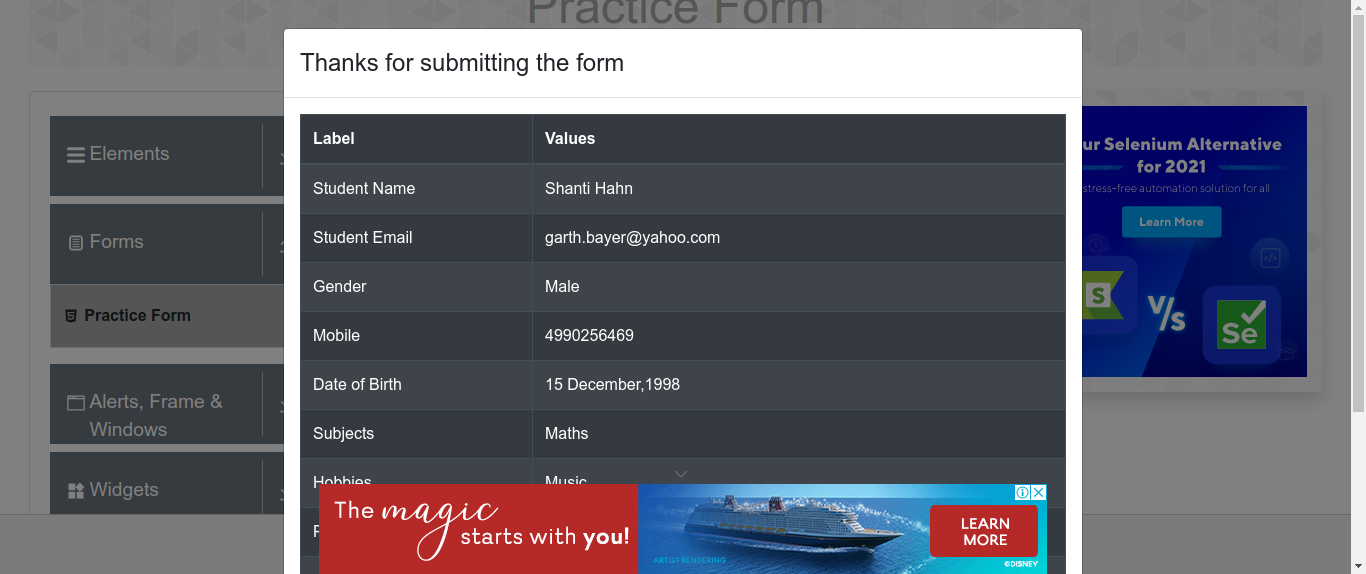 Practice Form
Thanks for submitting the form
Label Values
Student Name Shanti Hahn
Student Email garth.bayer@yahoo.com
Gender Male
Mobile 4990256469
Date of Birth 15 December,1998
Subjects Maths
Hobbies Music
Elements
Forms
Practice Form
Alerts, Frame &
Windows
Widgets
ur Selenium Alternative
for 2021
stress-free automation solution for all
Learn More
S
V/s
Se
The magic
starts with you!
ARTIST RENDERING
LEARN
MORE
©DISNEY